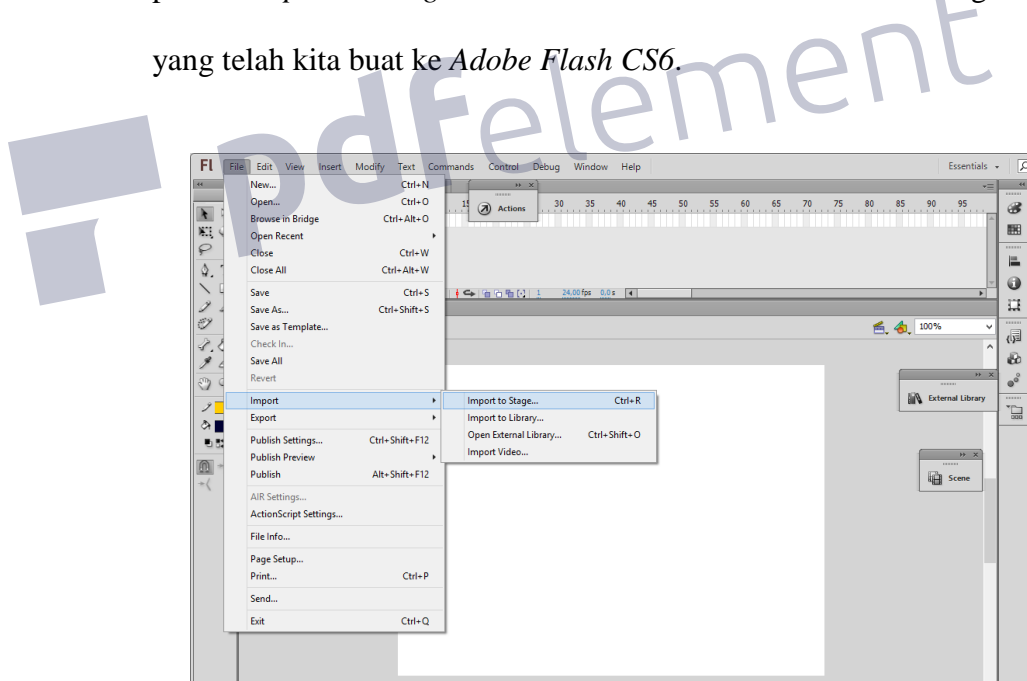 yang telah kita buat ke Adobe Flash CS6.
pdfelement
Fl File Edit View Insert Modify Text Commands Control Debug Window Help Essentials
New... Ctrl+N
Open... Ctrl+O
Browse in Bridge Ctrl+Alt+O
Open Recent
Close Ctrl+W
Close All Ctrl+Alt+W
Save Ctrl+S
Save As... Ctrl+Shift+S
Save as Template...
Check In...
Save All
Revert
Import
Export
Publish Settings... Ctrl+Shift+F12
Publish Preview
Publish Alt+Shift+F12
AIR Settings...
ActionScript Settings...
File Info...
Page Setup...
Print... Ctrl+P
Send...
Exit Ctrl+Q
Import to Stage... Ctrl+R
Import to Library...
Open External Library... Ctrl+Shift+O
Import Video...
Actions
30 35 40 45 50 55 60 65 70 75 80 85 90 95
1 24,00 fps 0,0 s
100%
External Library
Scene